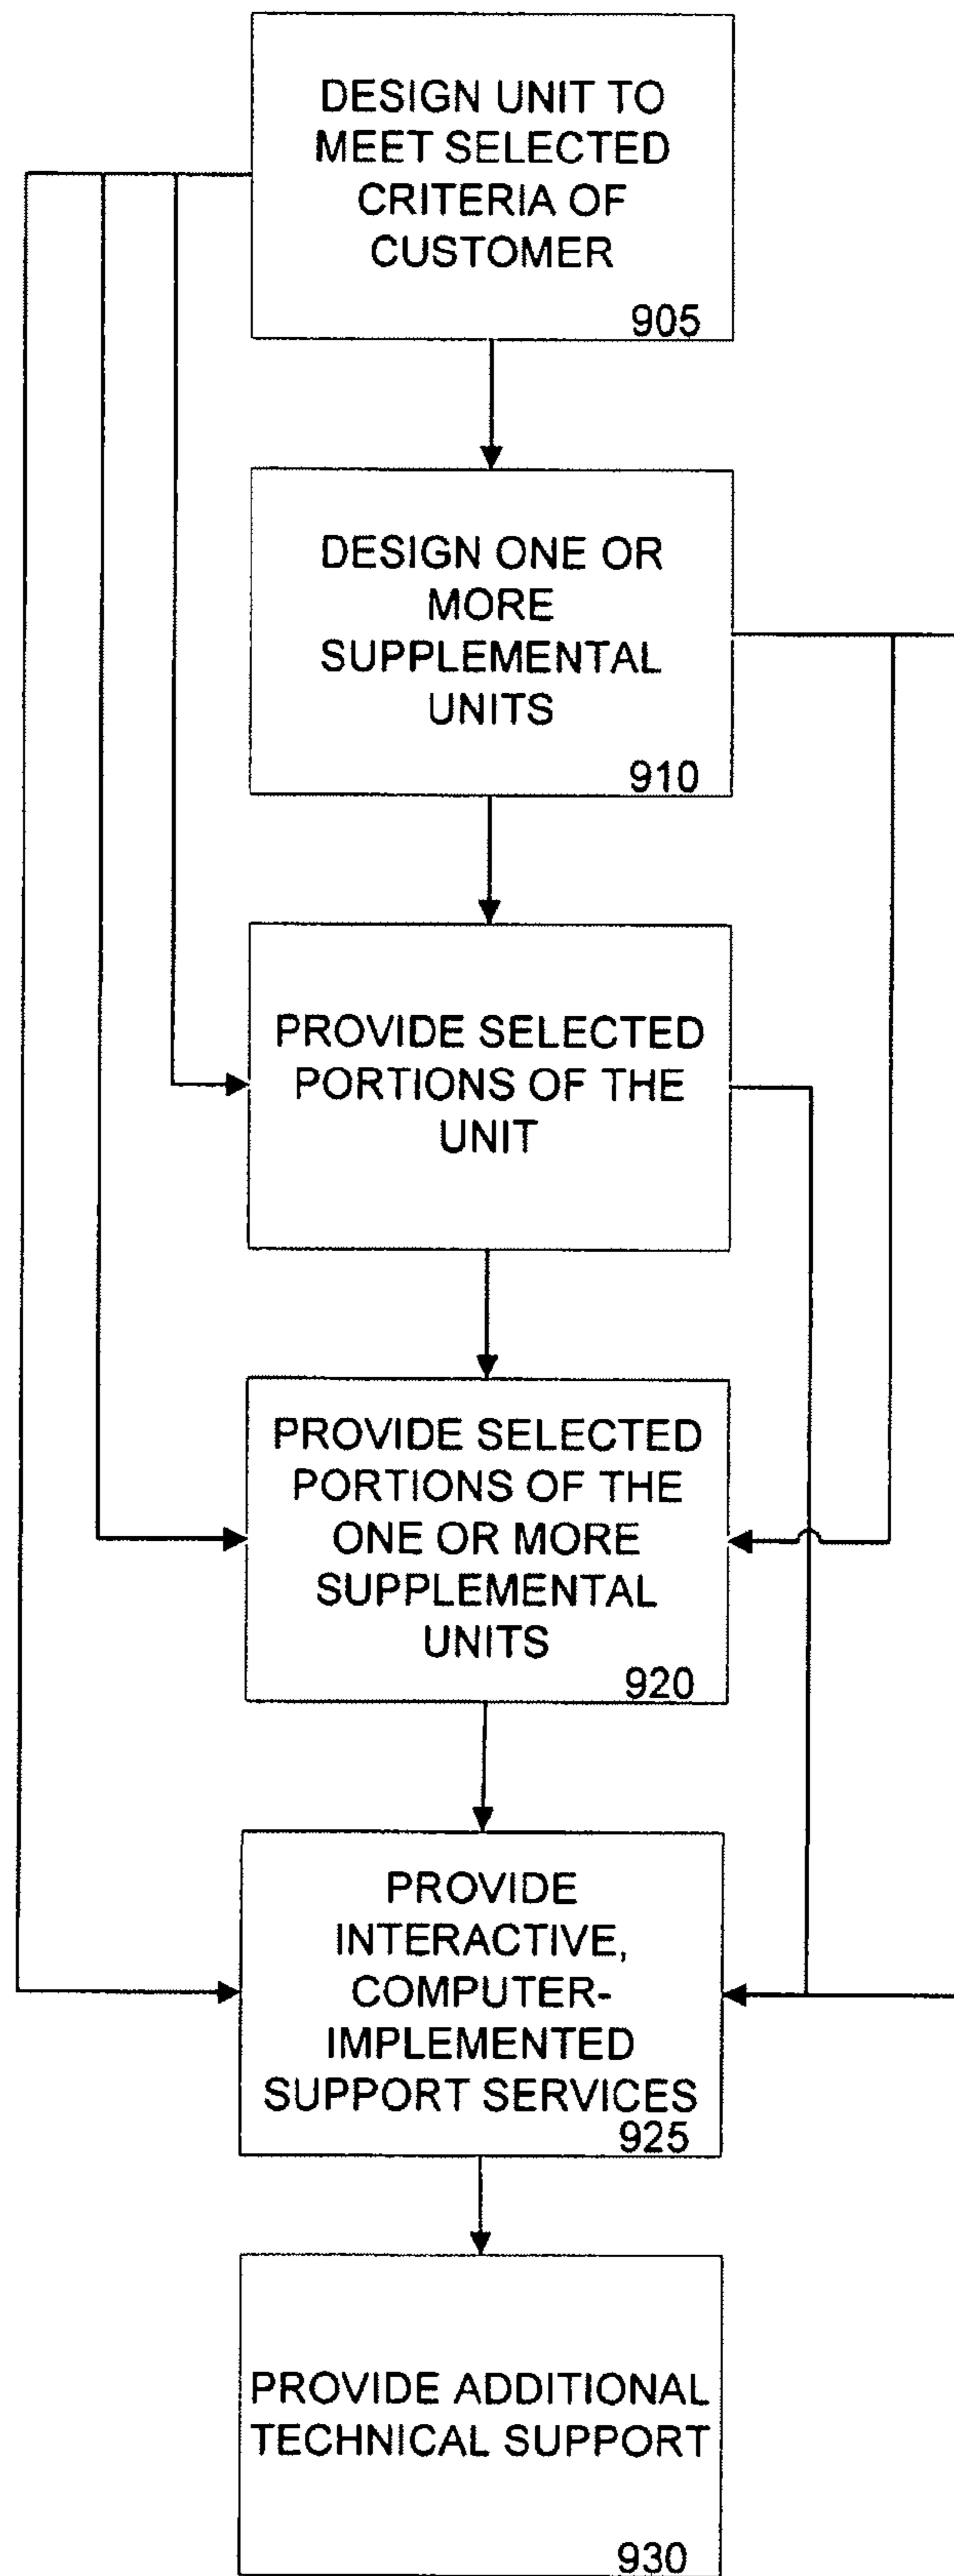 DESIGN UNIT TO
MEET SELECTED
CRITERIA OF
CUSTOMER
905
DESIGN ONE OR
MORE
SUPPLEMENTAL
UNITS
910
PROVIDE SELECTED
PORTIONS OF THE
UNIT
PROVIDE SELECTED
PORTIONS OF THE
ONE OR MORE
SUPPLEMENTAL
UNITS
920
PROVIDE
INTERACTIVE,
COMPUTER-
IMPLEMENTED
SUPPORT SERVICES
925
PROVIDE ADDITIONAL
TECHNICAL SUPPORT
930